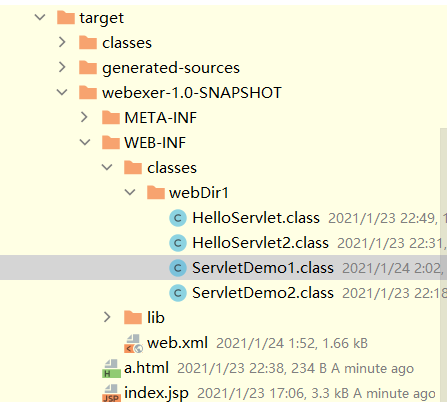 target
classes
generated-sources
webexer-1.0-SNAPSHOT
META-INF
WEB-INF
classes
webDir1
HelloServlet.class 2021/1/23 22:49, 1
HelloServlet2.class 2021/1/23 22:31,
ServletDemo1.class 2021/1/24 2:02,
ServletDemo2.class 2021/1/23 22:18
lib
web.xml 2021/1/24 1:52, 1.66 kB
a.html 2021/1/23 22:38, 234 B A minute ago
index.jsp 2021/1/23 17:06, 3.3 kB A minute ago